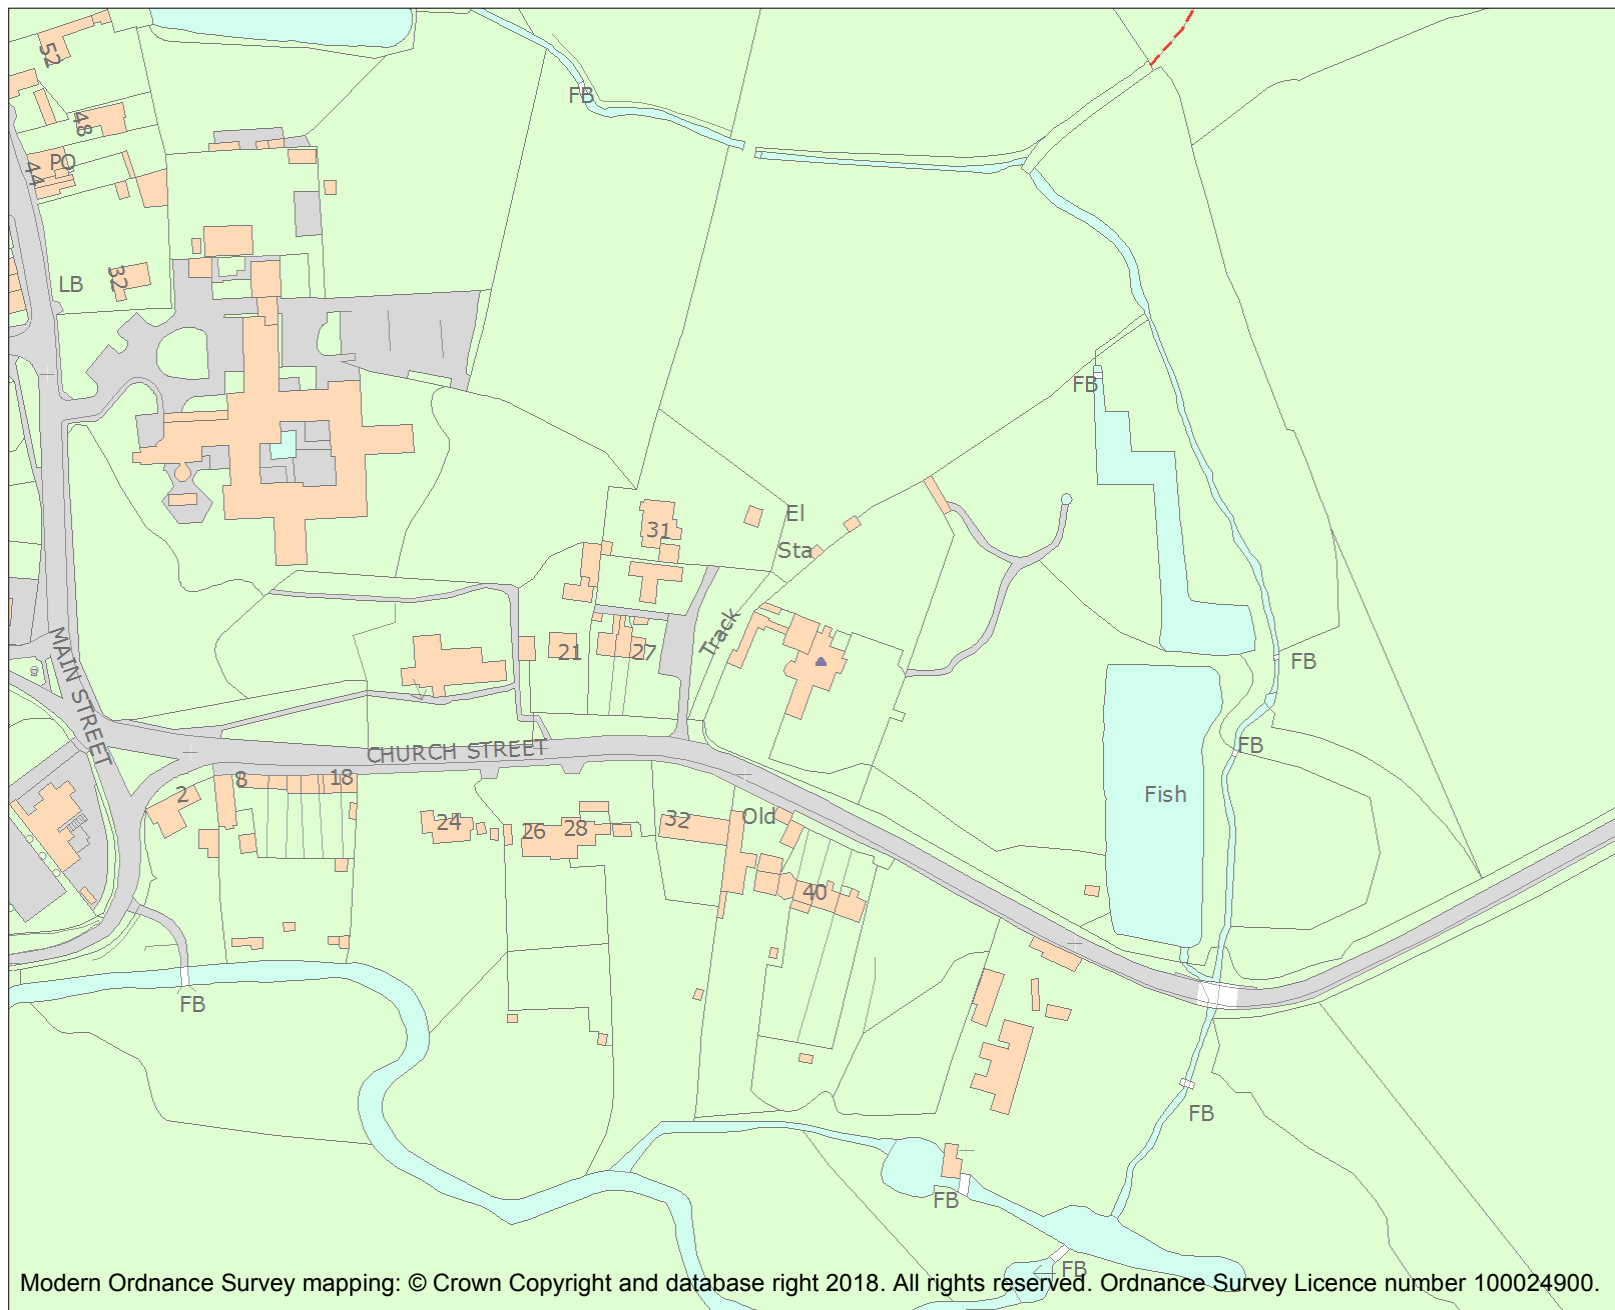 52
FB
48
PO
44
LB
32
FB
El
31
Sta
Track
21
27
MAIN STREET
FB
FB
CHURCH STREET
18
8
2
Fish
24
26
28
32
Old
40
FB
FB
FB
FB
Modern Ordnance Survey mapping: © Crown Copyright and database right 2018. All rights reserved. Ordnance Survey Licence number 100024900.